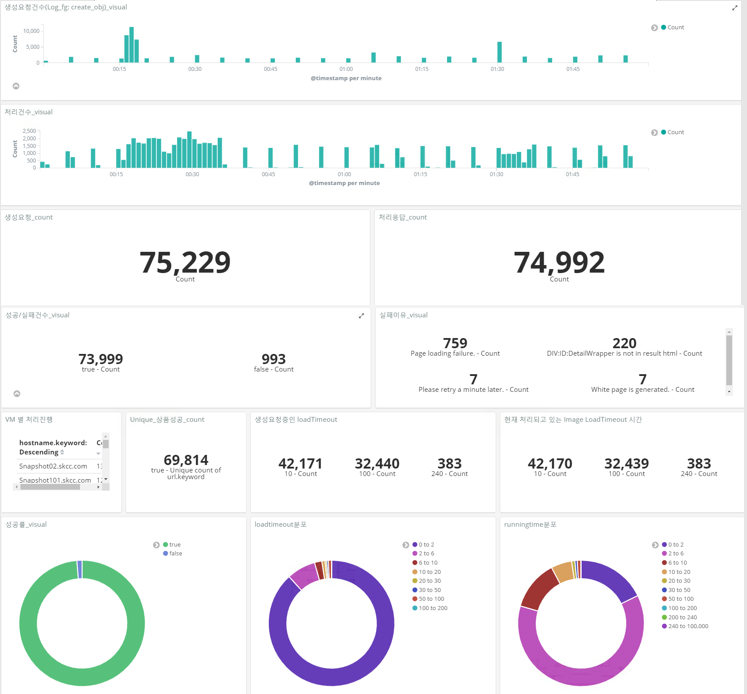 생성요청건수(Log_fg: create_obj)_visual
10,000
5,000
0
Count
00:15
00:30
00:45
01:00
01:15
01:30
01:45
@timestamp per minute
Count
처리건수_visual
2,500
2,000
1,500
1,000
500
0
Count
00:15
00:30
00:45
01:00
01:15
01:30
01:45
@timestamp per minute
Count
생성요청_count
75,229
Count
처리응답_count
74,992
Count
성공/실패건수_visual
73,999
true - Count
993
false - Count
실패이유_visual
759
Page loading failure. - Count
220
DIV:ID:DetailWrapper is not in result html - Count
7
Please retry a minute later. - Count
7
White page is generated. - Count
VM 별 처리진행
hostname.keyword:
Descending
Snapshot02.skcc.com
Snapshot101.skcc.com
Unique_상품성공_count
69,814
true - Unique count of
url.keyword
생성요청중인 loadTimeout
42,171
10 - Count
32,440
100 - Count
383
240 - Count
현재 처리되고 있는 Image LoadTimeout 시간
42,170
10 - Count
32,439
100 - Count
383
240 - Count
성공률_visual
true
false
loadtimeout분포
0 to 2
2 to 6
6 to 10
10 to 20
20 to 30
30 to 50
50 to 100
100 to 200
runningtime분포
0 to 2
2 to 6
6 to 10
10 to 20
20 to 30
30 to 50
50 to 100
100 to 200
200 to 240
240 to 100,000